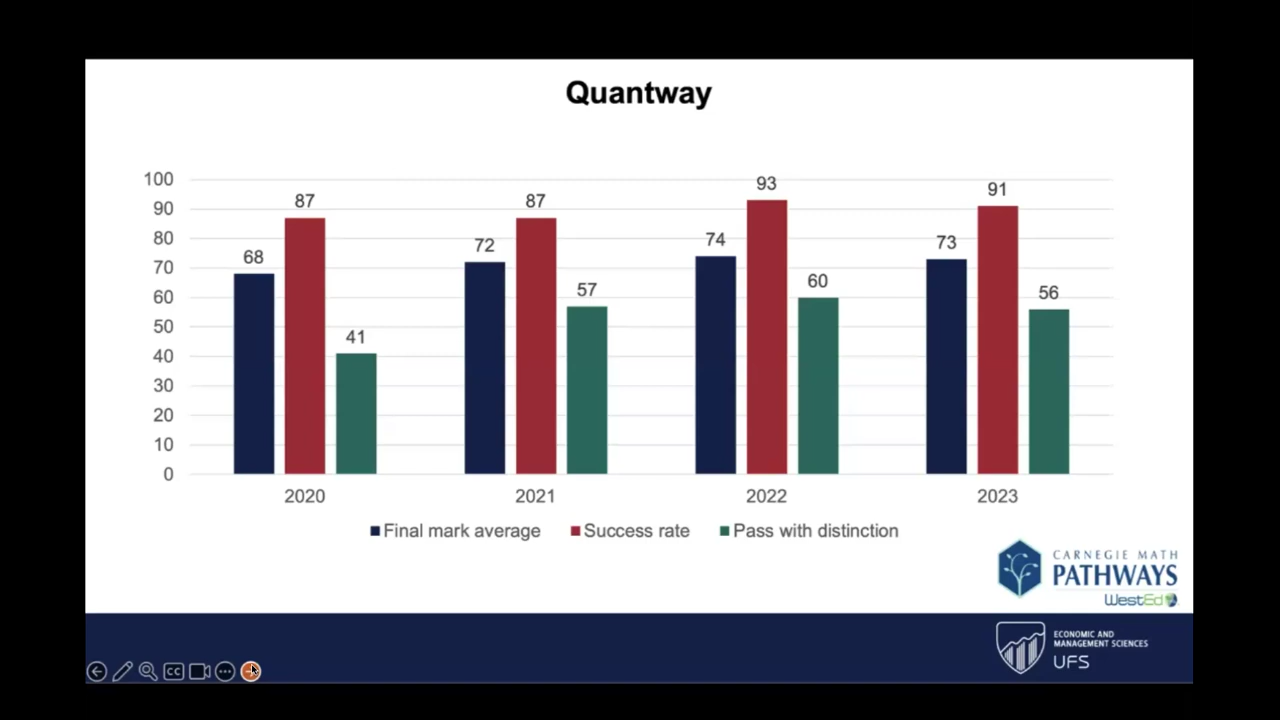 Quantway
100
90
80
70
60
50
40
30
20
10
0
68
87
41
72
87
57
74
93
60
73
91
56
2020
2021
2022
2023
Final mark average
Success rate
Pass with distinction
CARNEGIE MATH
PATHWAYS
WestEd
ECONOMIC AND
MANAGEMENT SCIENCES
UFS
CC